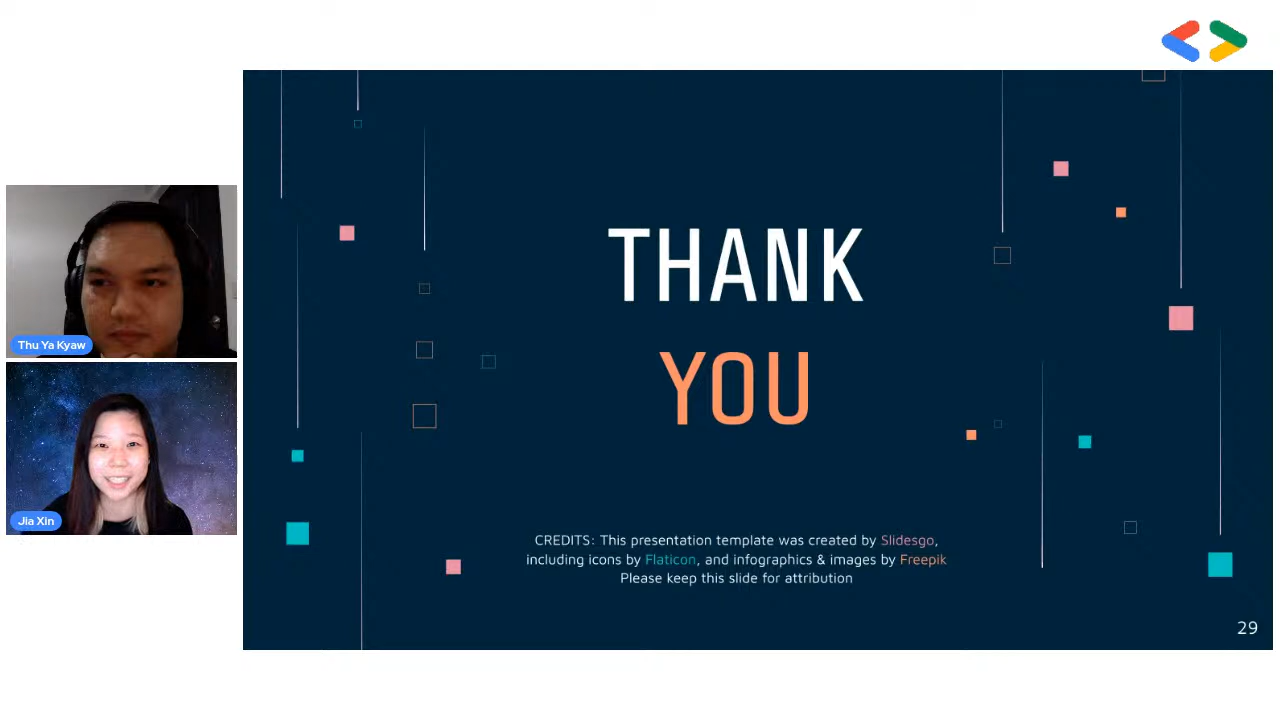 Thu Ya Kyaw
Jia Xin
THANK
YOU
CREDITS: This presentation template was created by Slidesgo,
including icons by Flaticon, and infographics & images by Freepik
Please keep this slide for attribution
29